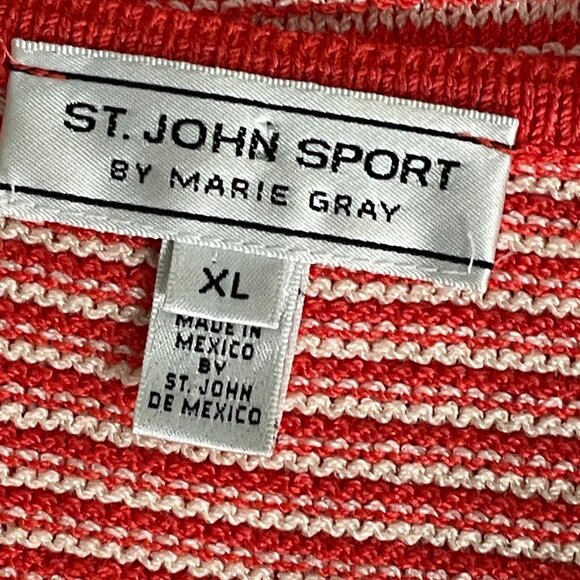 ST. JOHN SPORT
BY MARIE GRAY
XL
MADE IN
MEXICO
BY
ST. JOHN
DE MEXICO